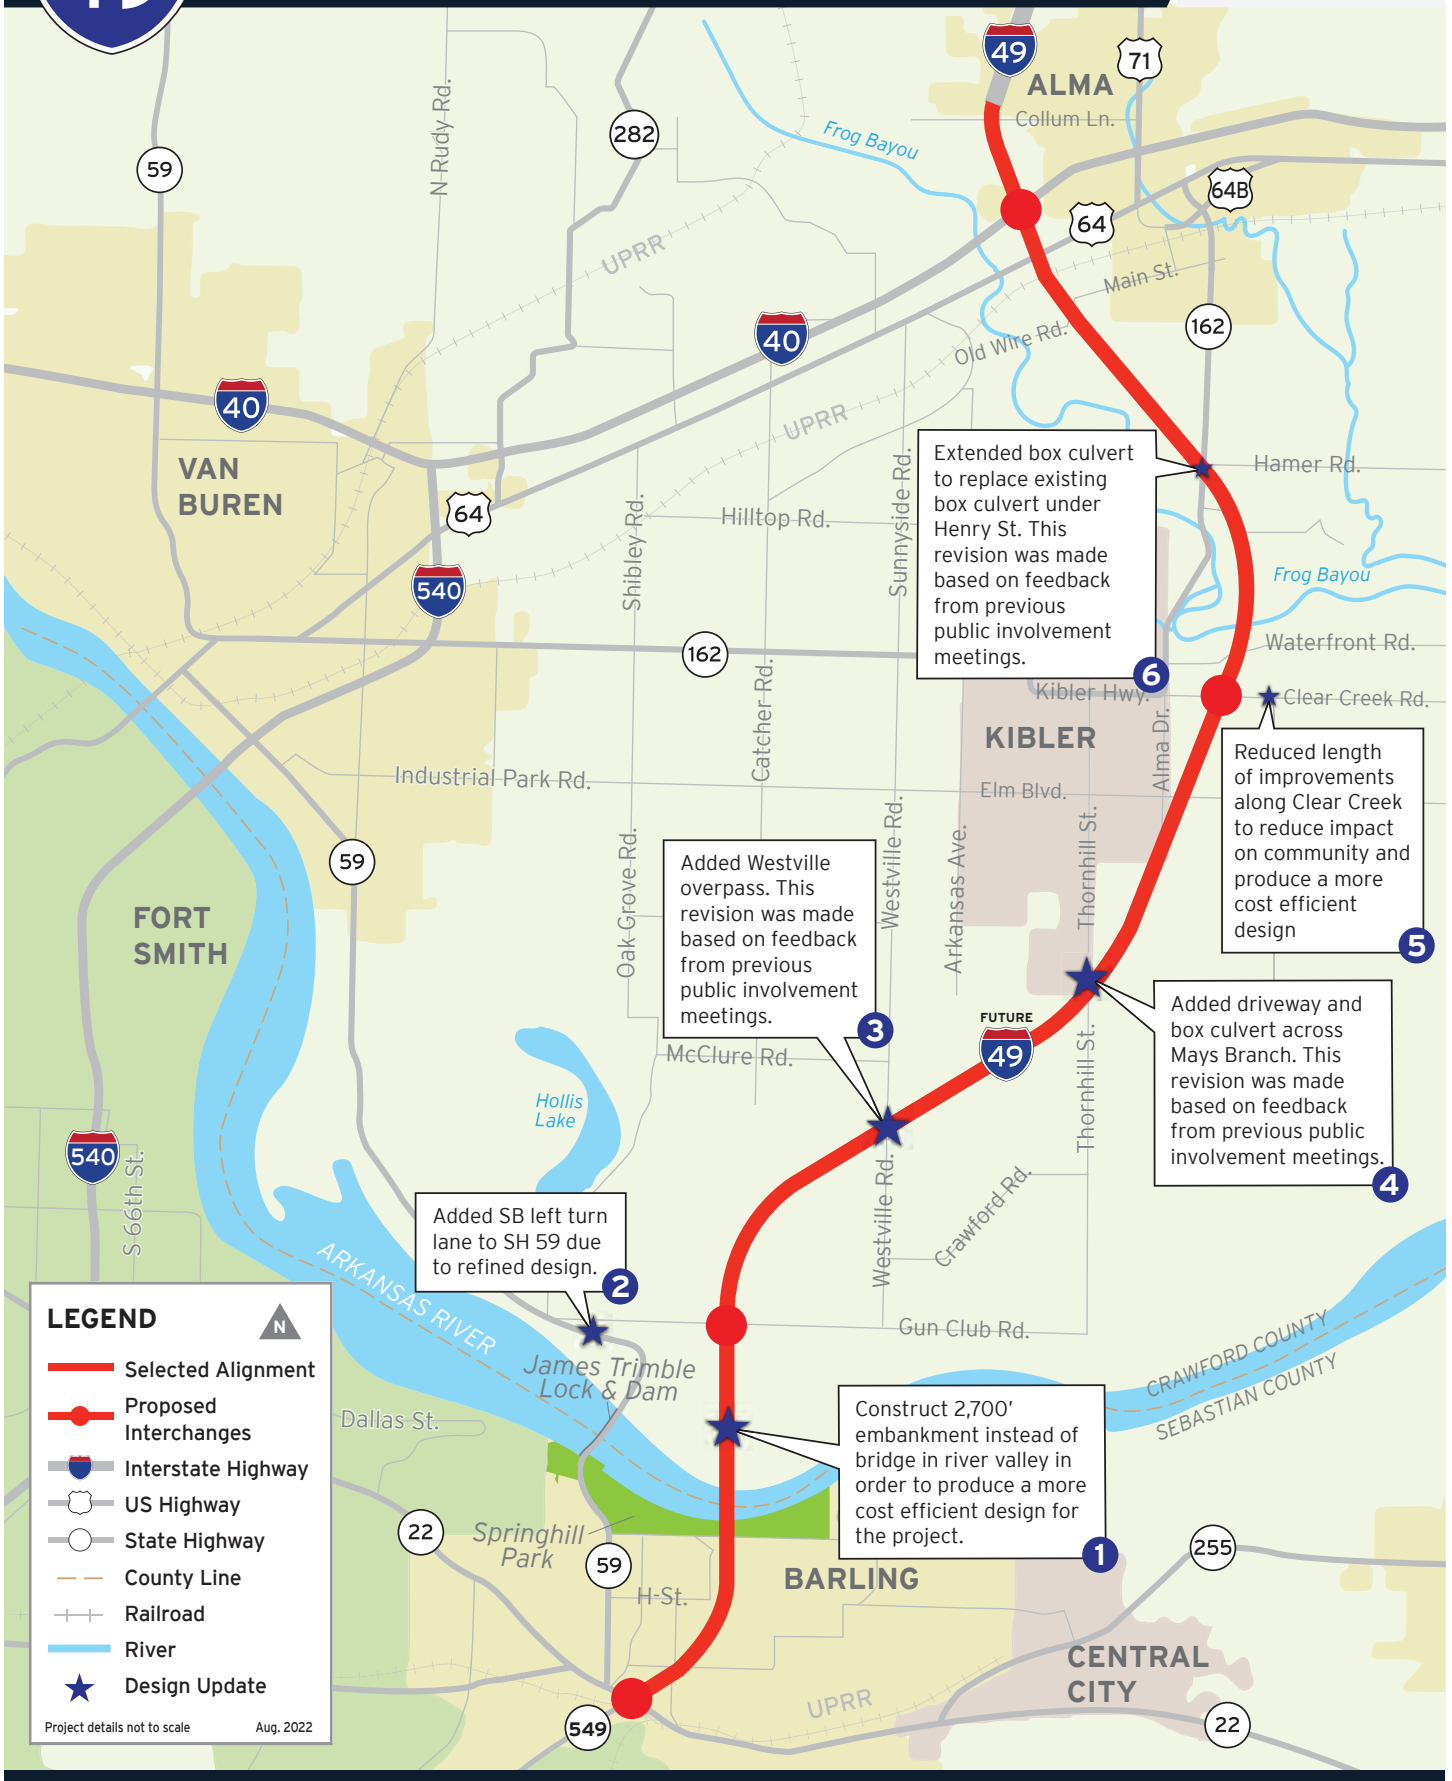 49
49
71
ALMA
Collum Ln.
59
N Rudy Rd.
282
Frog Bayou
64B
64
UPRR
Main St.
162
40
Old Wire Rd.
40
UPRR
VAN
BUREN
64
Hilltop Rd.
Shibley Rd.
Sunnyside Rd.
Extended box culvert
to replace existing
box culvert under
Henry St. This
revision was made
based on feedback
from previous
public involvement
meetings.
6
Hamer Rd.
Frog Bayou
540
162
Waterfront Rd.
Kibler Hwy.
Clear Creek Rd.
Catcher Rd.
KIBLER
Alma Dr.
Industrial Park Rd.
Elm Blvd.
Reduced length
of improvements
along Clear Creek
to reduce impact
on community and
produce a more
cost efficient
design
5
59
Oak Grove Rd.
Added Westville
overpass. This
revision was made
based on feedback
from previous
public involvement
meetings.
3
Westville Rd.
Arkansas Ave.
Thornhill St.
FORT
SMITH
FUTURE
49
Added driveway and
box culvert across
Mays Branch. This
revision was made
based on feedback
from previous public
involvement meetings.
4
McClure Rd.
Thornhill St.
Hollis
Lake
540
S 66th St.
Westville Rd.
Crawford Rd.
Added SB left turn
lane to SH 59 due
to refined design.
2
ARKANSAS RIVER
Gun Club Rd.
James Trimble
Lock & Dam
CRAWFORD COUNTY
SEBASTIAN COUNTY
Dallas St.
Construct 2,700'
embankment instead of
bridge in river valley in
order to produce a more
cost efficient design for
the project.
1
22
Springhill
Park
59
255
BARLING
H St.
CENTRAL
CITY
UPRR
549
22
LEGEND
N
Selected Alignment
Proposed
Interchanges
Interstate Highway
US Highway
State Highway
County Line
Railroad
River
Design Update
Project details not to scale
Aug. 2022